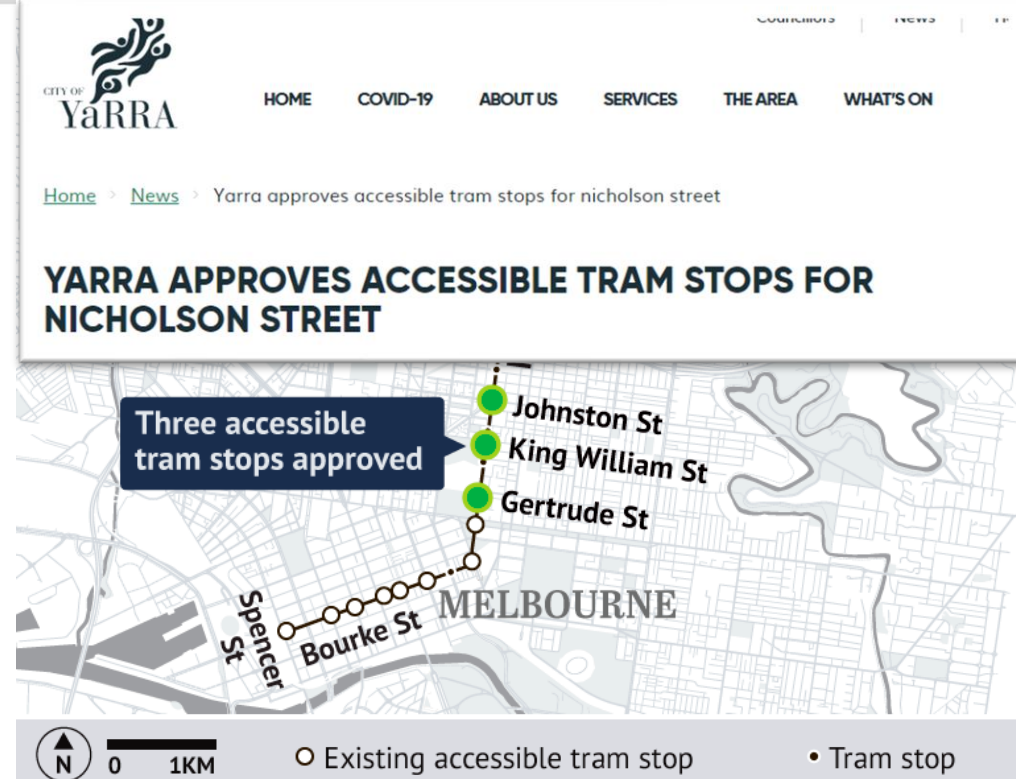 Councillors News
CITY OF
YaRRA
HOME COVID-19 ABOUT US SERVICES THE AREA WHAT'S ON
Home > News > Yarra approves accessible tram stops for nicholson street
YARRA APPROVES ACCESSIBLE TRAM STOPS FOR
NICHOLSON STREET
Three accessible
tram stops approved
Johnston St
King William St
Gertrude St
MELBOURNE
Spencer
St
Bourke St
N 0 1KM
Existing accessible tram stop
Tram stop